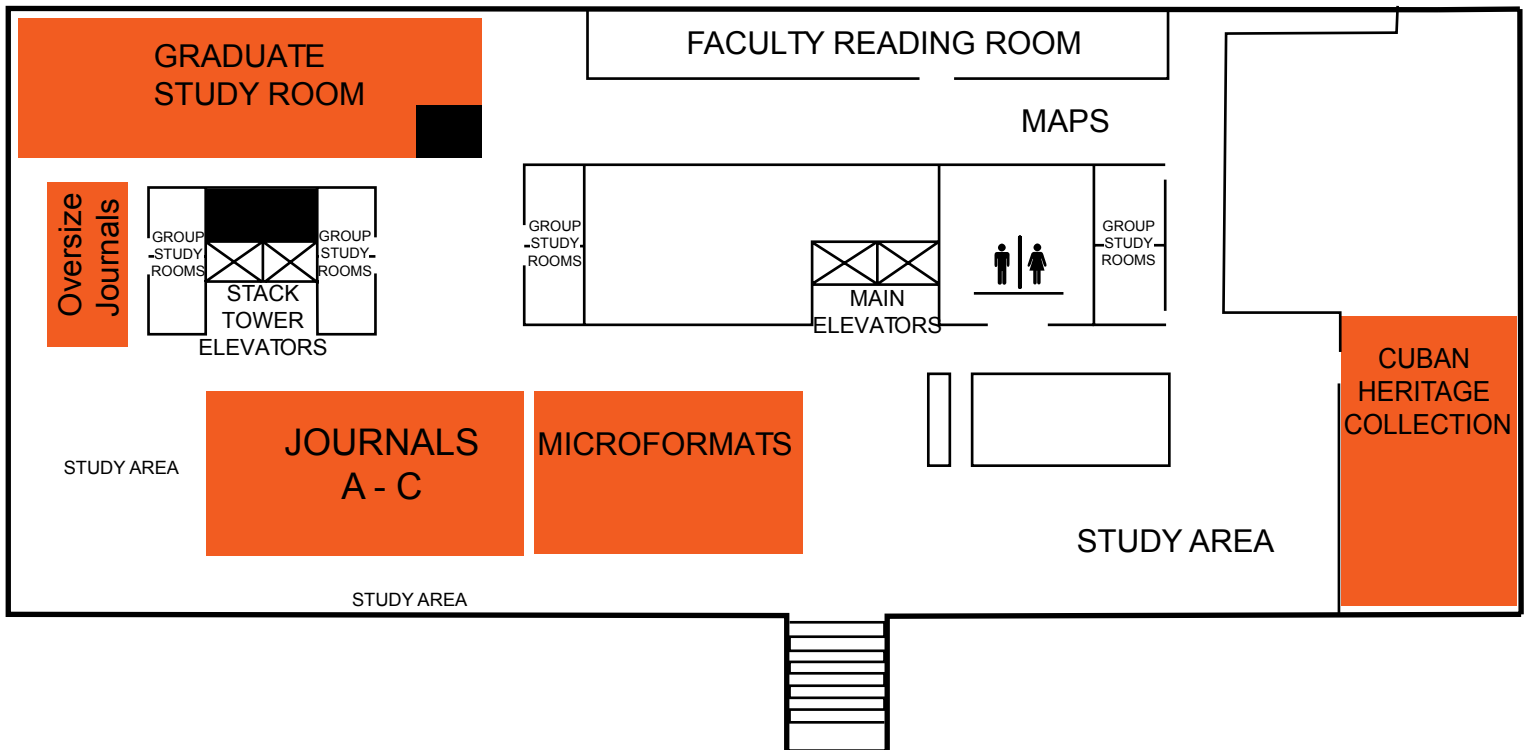 GRADUATE
STUDY ROOM
FACULTY READING ROOM
MAPS
Oversize
Journals
GROUP
STUDY
ROOMS
GROUP
STUDY
ROOMS
STACK
TOWER
ELEVATORS
GROUP
STUDY
ROOMS
MAIN
ELEVATORS
GROUP
STUDY
ROOMS
CUBAN
HERITAGE
COLLECTION
JOURNALS
A - C
MICROFORMATS
STUDY AREA
STUDY AREA
STUDY AREA